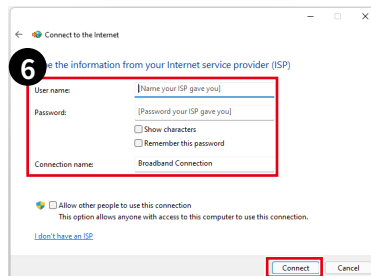 Connect to the Internet
6
e the information from your Internet service provider (ISP)
User name:
[Name your ISP gave you]
Password:
[Password your ISP gave you]
Show characters
Remember this password
Connection name:
Broadband Connection
Allow other people to use this connection
This option allows anyone with access to this computer to use this connection.
I don't have an ISP
Connect
Cancel